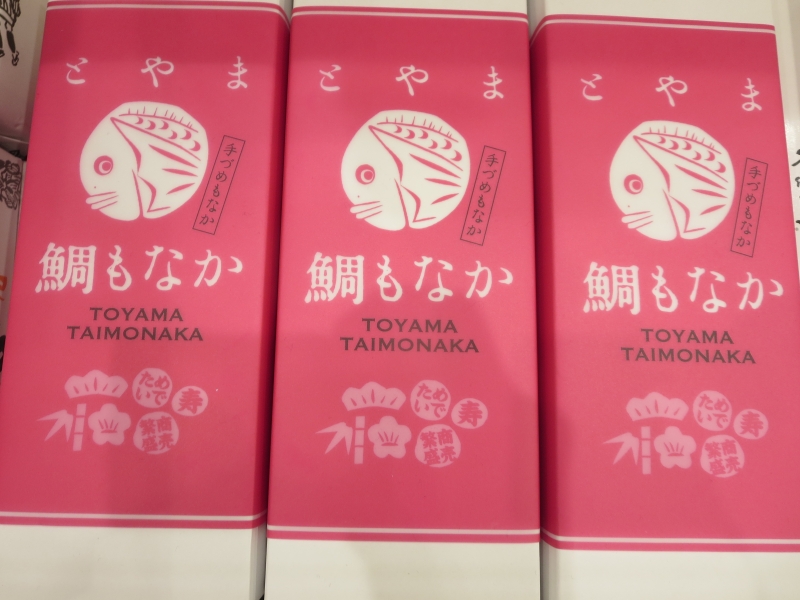 とやま
手づめもなか
鯛もなか
TOYAMA
TAIMONAKA
めでたい
寿
商売繁盛
とやま
手づめもなか
鯛もなか
TOYAMA
TAIMONAKA
めでたい
寿
商売繁盛
とやま
手づめもなか
鯛もなか
TOYAMA
TAIMONAKA
めでたい
寿
商売繁盛